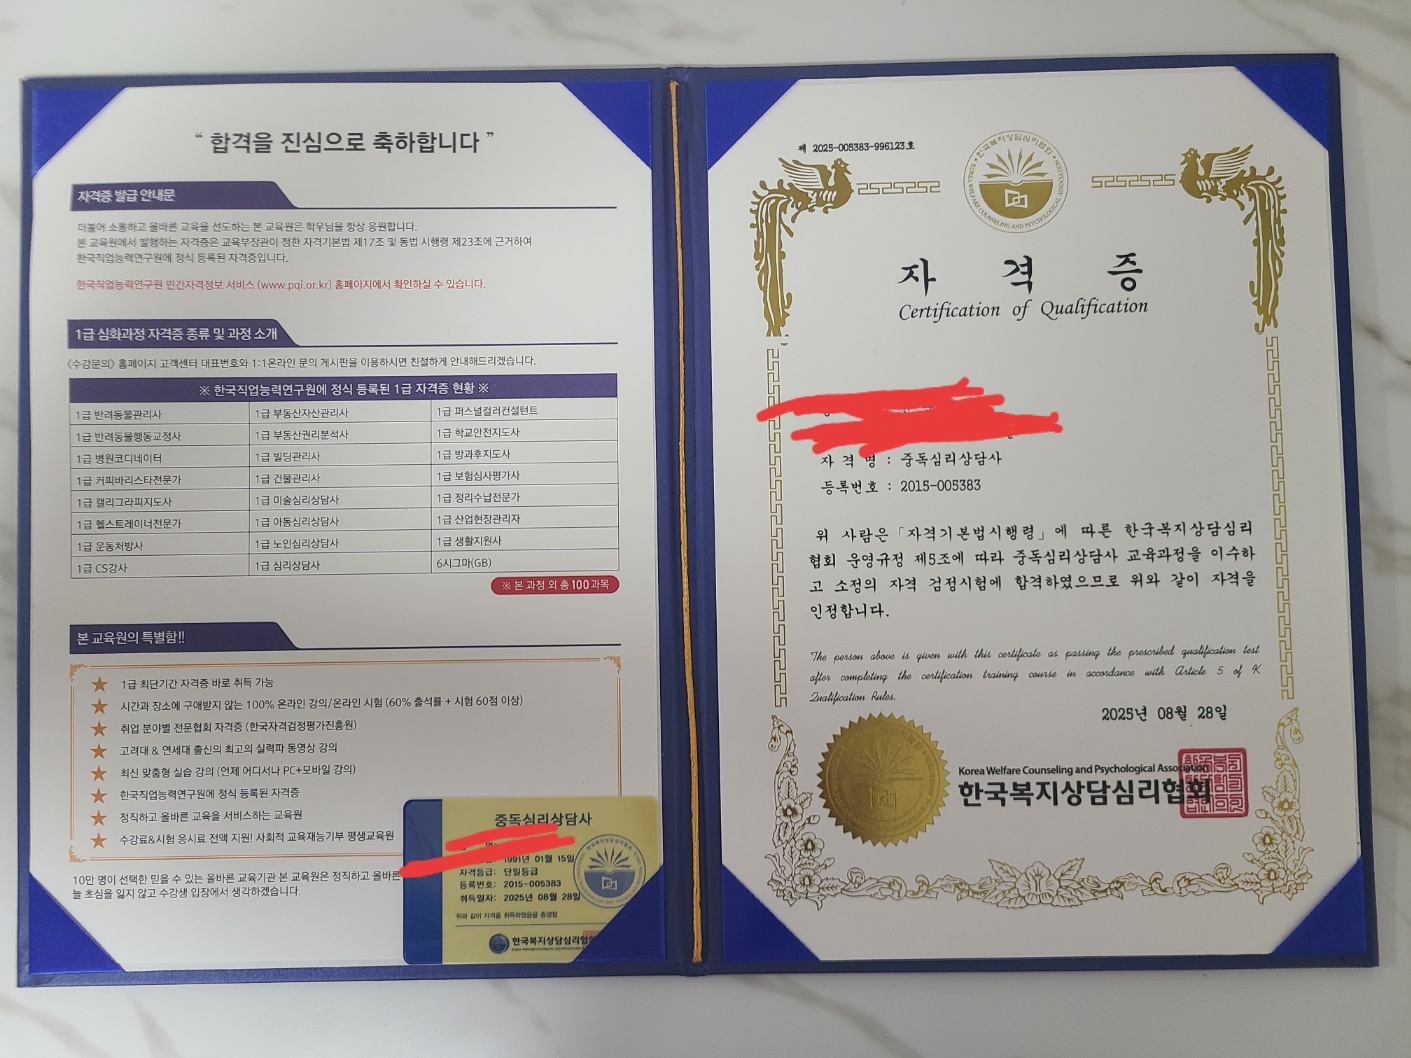 “ 합격을 진심으로 축하합니다 ”
자격증 발급 안내문
더불어 소통하고 올바른 교육을 선도하는 본 교육원은 학우님을 항상 응원합니다.
본 교육원에서 발행하는 자격증은 교육부장관이 정한 자격기본법 제17조 및 동법 시행령 제23조에 근거하여
한국직업능력연구원에 정식 등록된 자격증입니다.
한국직업능력연구원 민간자격정보 서비스 (www.pqi.or.kr) 홈페이지에서 확인하실 수 있습니다.
1급 심화과정 자격증 종류 및 과정 소개
《수강문의》 홈페이지 고객센터 대표번호와 1:1온라인 문의 게시판을 이용하시면 친절하게 안내해드리겠습니다.
※ 한국직업능력연구원에 정식 등록된 1급 자격증 현황 ※
1급 반려동물관리사 1급 부동산자산관리사 1급 퍼스널컬러컨설턴트
1급 반려동물행동교정사 1급 부동산권리분석사 1급 학교안전지도사
1급 병원코디네이터 1급 빌딩관리사 1급 방과후지도사
1급 커피바리스타전문가 1급 건물관리사 1급 보험심사평가사
1급 캘리그라피지도사 1급 미술심리상담사 1급 정리수납전문가
1급 헬스트레이너전문가 1급 아동심리상담사 1급 산업현장관리자
1급 운동처방사 1급 노인심리상담사 1급 생활지원사
1급 CS강사 1급 심리상담사 6시그마(GB)
※ 본 과정 외 총 100과목
본 교육원의 특별함!!
1급 최단기간 자격증 바로 취득 가능
시간과 장소에 구애받지 않는 100% 온라인 강의/온라인 시험 (60% 출석률 + 시험 60점 이상)
취업 분야별 전문협회 자격증 (한국자격검정평가진흥원)
고려대 & 연세대 출신의 최고의 실력파 동영상 강의
최신 맞춤형 실습 강의 (언제 어디서나 PC+모바일 강의)
한국직업능력연구원에 정식 등록된 자격증
정직하고 올바른 교육을 서비스하는 교육원
수강료&시험 응시료 전액 지원! 사회적 교육재능기부 평생교육원
10만 명이 선택한 믿을 수 있는 올바른 교육기관 본 교육원은 정직하고 올바른
늘 초심을 잃지 않고 수강생 입장에서 생각하겠습니다.
중독심리상담사
1991년 01월 15일
자격등급: 단일등급
등록번호: 2015-005383
취득일자: 2025년 08월 28일
위와 같이 자격을 취득하였음을 증명함
한국복지상담심리협회
제 2025-005383-996123호
한국복지상담심리협회
KOREA WELFARE COUNSELING AND PSYCHOLOGICAL ASSOCIATION
자 격 증
Certification of Qualification
자 격 명 : 중독심리상담사
등록번호 : 2015-005383
위 사람은「자격기본법시행령」에 따른 한국복지상담심리
협회 운영규정 제5조에 따라 중독심리상담사 교육과정을 이수하
고 소정의 자격 검정시험에 합격하였으므로 위와 같이 자격을
인정합니다.
The person above is given with this certificate as passing the prescribed qualification test
after completing the certification training course in accordance with Article 5 of K
Qualification Rules.
2025년 08월 28일
Korea Welfare Counseling and Psychological Association
한국복지상담심리협회